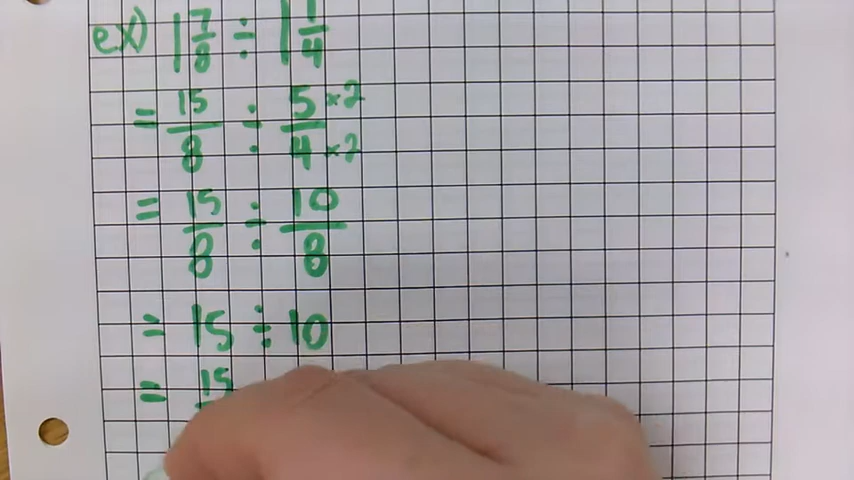 ex) 1 7/8 ÷ 1 1/4
= 15/8 ÷ 5/4 ×2 ×2
= 15/8 ÷ 10/8
= 15 ÷ 10
= 15